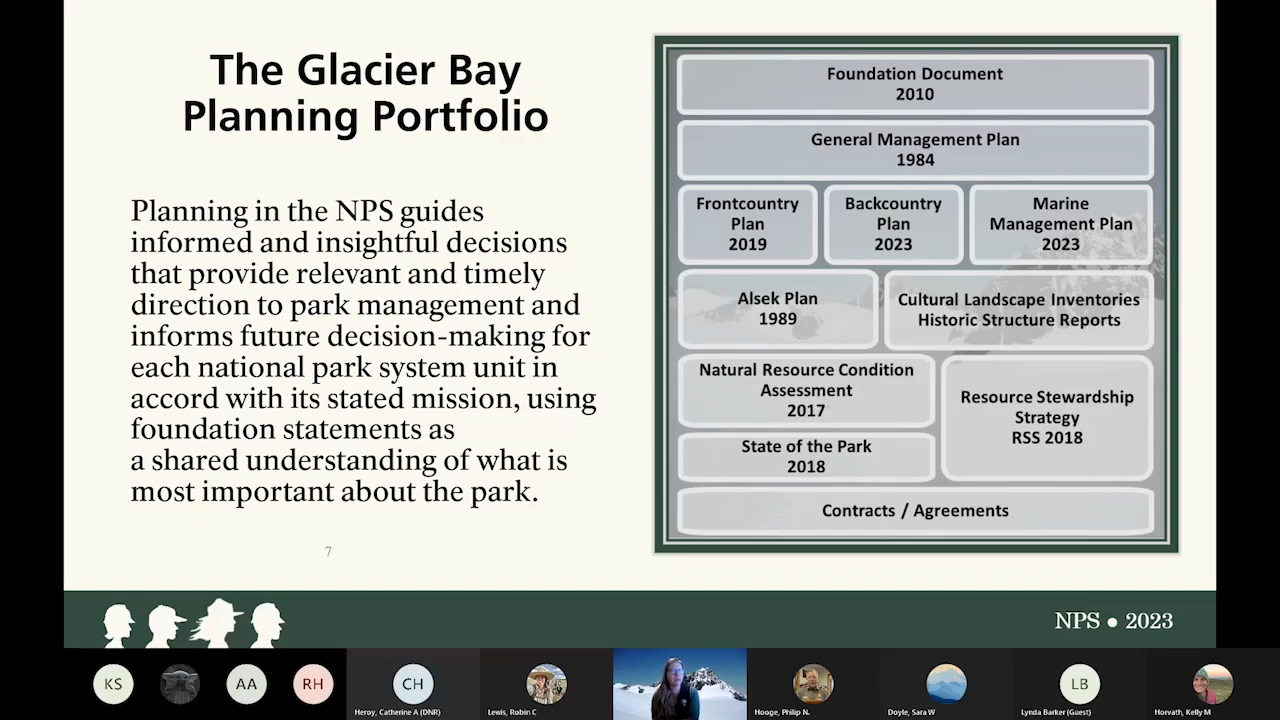 The Glacier Bay
Planning Portfolio
Planning in the NPS guides
informed and insightful decisions
that provide relevant and timely
direction to park management and
informs future decision-making for
each national park system unit in
accord with its stated mission, using
foundation statements as
a shared understanding of what is
most important about the park.
7
Foundation Document
2010
General Management Plan
1984
Frontcountry
Plan
2019
Backcountry
Plan
2023
Marine
Management Plan
2023
Alsek Plan
1989
Cultural Landscape Inventories
Historic Structure Reports
Natural Resource Condition
Assessment
2017
State of the Park
2018
Resource Stewardship
Strategy
RSS 2018
Contracts / Agreements
NPS • 2023
KS
AA
RH
CH
LB
Heroy, Catherine A (DNR)
Lewis, Robin C
Hooge, Philip N.
Doyle, Sara W
Lynda Barker (Guest)
Horvath, Kelly M